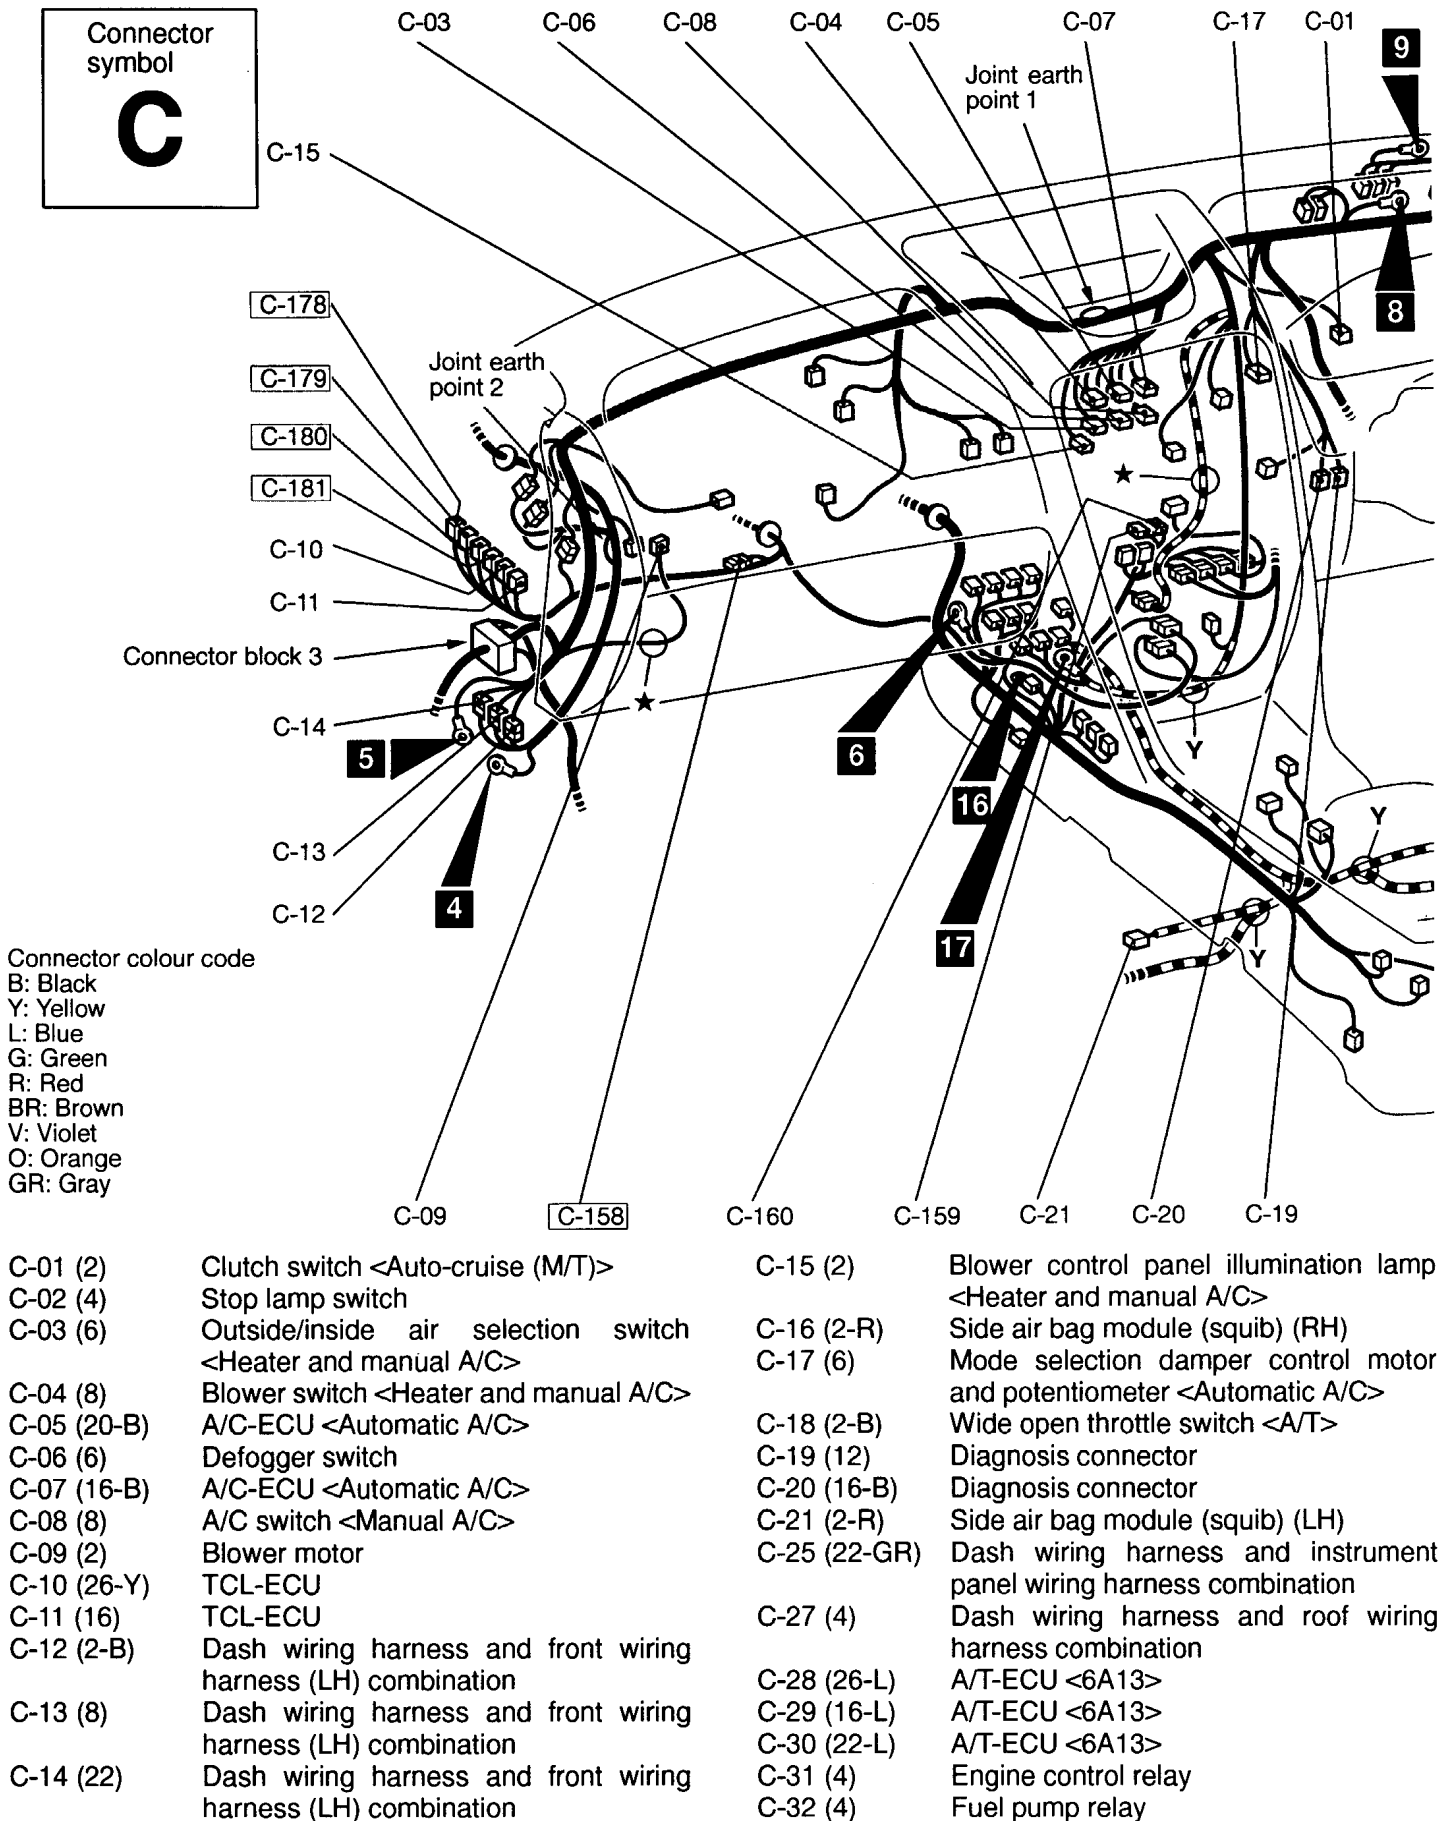 Connector
symbol
C
C-03
C-06
C-08
C-04
C-05
C-07
C-17
C-01
9
Joint earth
point 1
C-15
8
C-178
Joint earth
point 2
C-179
C-180
C-181
★
C-10
C-11
Connector block 3
★
C-14
5
6
Y
16
Y
C-13
4
C-12
17
Y
Connector colour code
B: Black
Y: Yellow
L: Blue
G: Green
R: Red
BR: Brown
V: Violet
O: Orange
GR: Gray
C-09
C-158
C-160
C-159
C-21
C-20
C-19
C-01 (2) Clutch switch <Auto-cruise (M/T)>
C-02 (4) Stop lamp switch
C-03 (6) Outside/inside air selection switch
<Heater and manual A/C>
C-04 (8) Blower switch <Heater and manual A/C>
C-05 (20-B) A/C-ECU <Automatic A/C>
C-06 (6) Defogger switch
C-07 (16-B) A/C-ECU <Automatic A/C>
C-08 (8) A/C switch <Manual A/C>
C-09 (2) Blower motor
C-10 (26-Y) TCL-ECU
C-11 (16) TCL-ECU
C-12 (2-B) Dash wiring harness and front wiring
harness (LH) combination
C-13 (8) Dash wiring harness and front wiring
harness (LH) combination
C-14 (22) Dash wiring harness and front wiring
harness (LH) combination
C-15 (2) Blower control panel illumination lamp
<Heater and manual A/C>
C-16 (2-R) Side air bag module (squib) (RH)
C-17 (6) Mode selection damper control motor
and potentiometer <Automatic A/C>
C-18 (2-B) Wide open throttle switch <A/T>
C-19 (12) Diagnosis connector
C-20 (16-B) Diagnosis connector
C-21 (2-R) Side air bag module (squib) (LH)
C-25 (22-GR) Dash wiring harness and instrument
panel wiring harness combination
C-27 (4) Dash wiring harness and roof wiring
harness combination
C-28 (26-L) A/T-ECU <6A13>
C-29 (16-L) A/T-ECU <6A13>
C-30 (22-L) A/T-ECU <6A13>
C-31 (4) Engine control relay
C-32 (4) Fuel pump relay